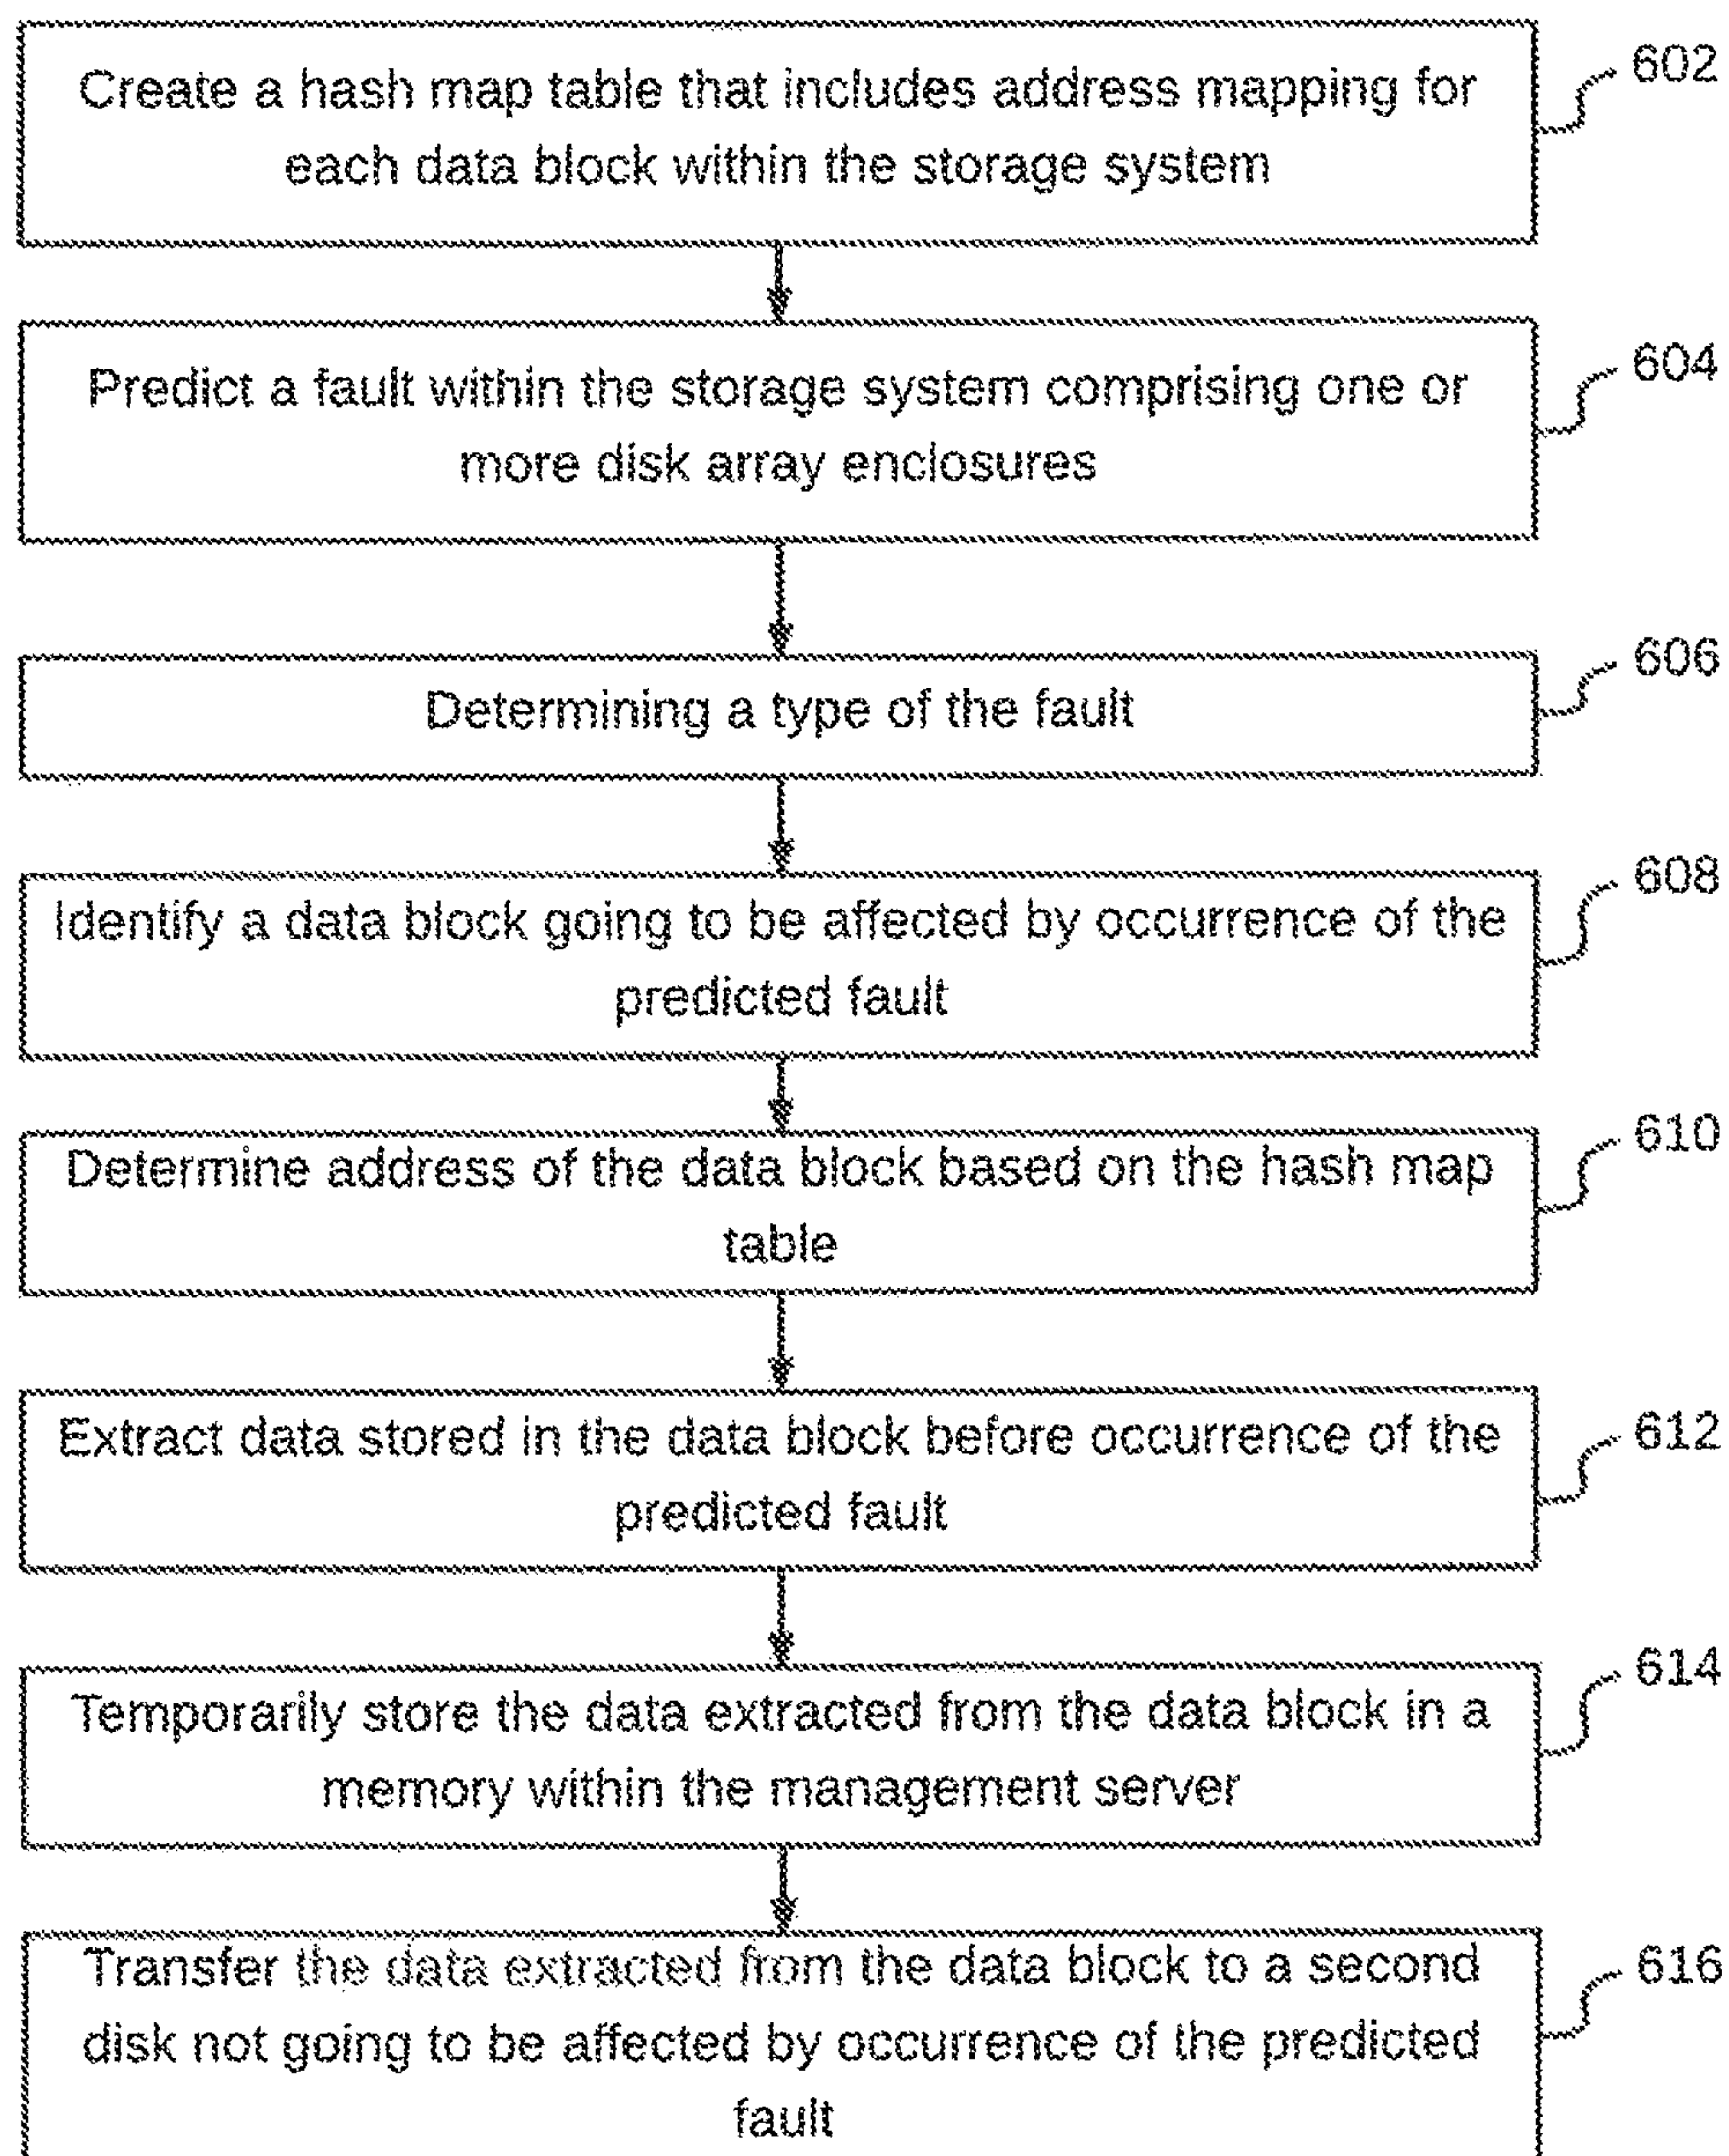 Create a hash map table that includes address mapping for
each data block within the storage system
602
Predict a fault within the storage system comprising one or
more disk array enclosures
604
Determining a type of the fault
606
Identify a data block going to be affected by occurrence of the
predicted fault
608
Determine address of the data block based on the hash map
table
610
Extract data stored in the data block before occurrence of the
predicted fault
612
Temporarily store the data extracted from the data block in a
memory within the management server
614
Transfer the data extracted from the data block to a second
disk not going to be affected by occurrence of the predicted
fault
616